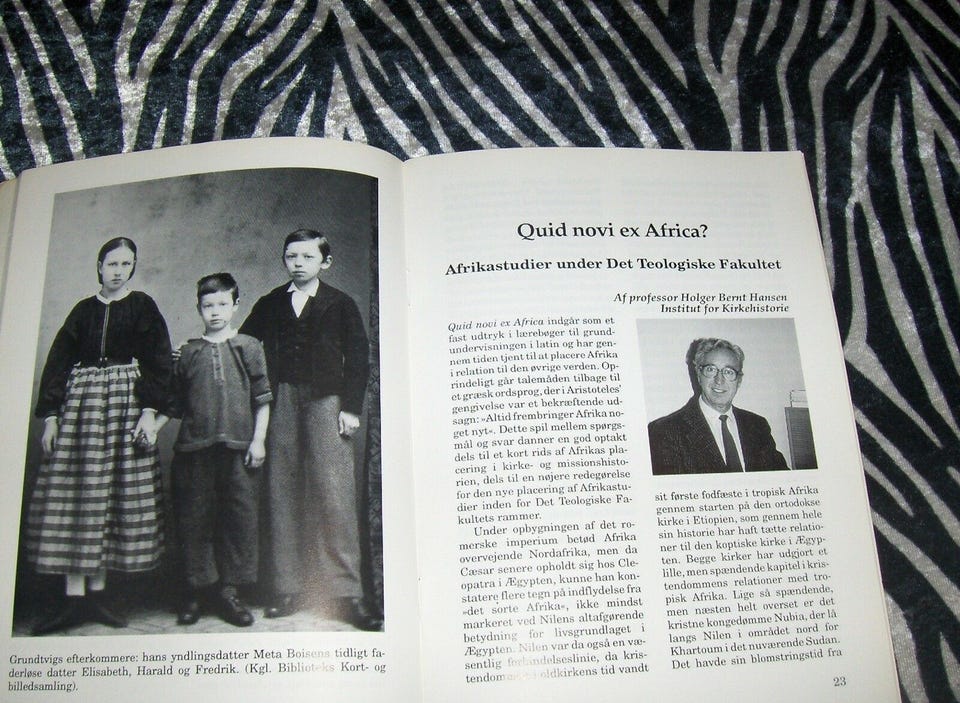 Grundtvigs efterkommere: hans yndlingsdatter Meta Boisens tidligt fa-
derløse datter Elisabeth, Harald og Fredrik. (Kgl. Biblioteks Kort- og
billedsamling).
Quid novi ex Africa?
Afrikastudier under Det Teologiske Fakultet
Af professor Holger Bernt Hansen
Institut for Kirkehistorie
Quid novi ex Africa indgår som et
fast udtryk i lærebøger til grund-
undervisningen i latin og har gen-
nem tiden tjent til at placere Afrika
i relation til den øvrige verden. Op-
rindeligt går talemåden tilbage til
et græsk ordsprog, der i Aristoteles'
gengivelse var et bekræftende ud-
sagn: »Altid frembringer Afrika no-
get nyt«. Dette spil mellem spørgs-
mål og svar danner en god optakt
dels til et kort rids af Afrikas pla-
cering i kirke- og missionshisto-
rien, dels til en nøjere redegørelse
for den nye placering af Afrikastu-
dier inden for Det Teologiske Fa-
kultets rammer.
Under opbygningen af det ro-
merske imperium betød Afrika
overvejende Nordafrika, men da
Cæsar senere opholdt sig hos Cle-
opatra i Ægypten, kunne han kon-
statere flere tegn på indflydelse fra
»det sorte Afrika«, ikke mindst
markeret ved Nilens altafgørende
betydning for livsgrundlaget i
Ægypten. Nilen var da også en væ-
sentlig forbindelseslinie, da kris-
tendommen i oldkirkens tid vandt
sit første fodfæste i tropisk Afrika
gennem starten på den ortodokse
kirke i Etiopien, som gennem hele
sin historie har haft tætte relatio-
ner til den koptiske kirke i Ægyp-
ten. Begge kirker har udgjort et
lille, men spændende kapitel i kris-
tendommens relationer med tro-
pisk Afrika. Lige så spændende,
men næsten helt overset er det
kristne kongedømme Nubia, der lå
langs Nilen i området nord for
Khartoum i det nuværende Sudan.
Det havde sin blomstringstid fra
23